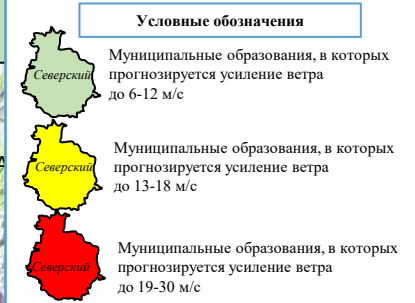 Условные обозначения
Северский
Муниципальные образования, в которых
прогнозируется усиление ветра
до 6-12 м/с
Северский
Муниципальные образования, в которых
прогнозируется усиление ветра
до 13-18 м/с
Северский
Муниципальные образования, в которых
прогнозируется усиление ветра
до 19-30 м/с